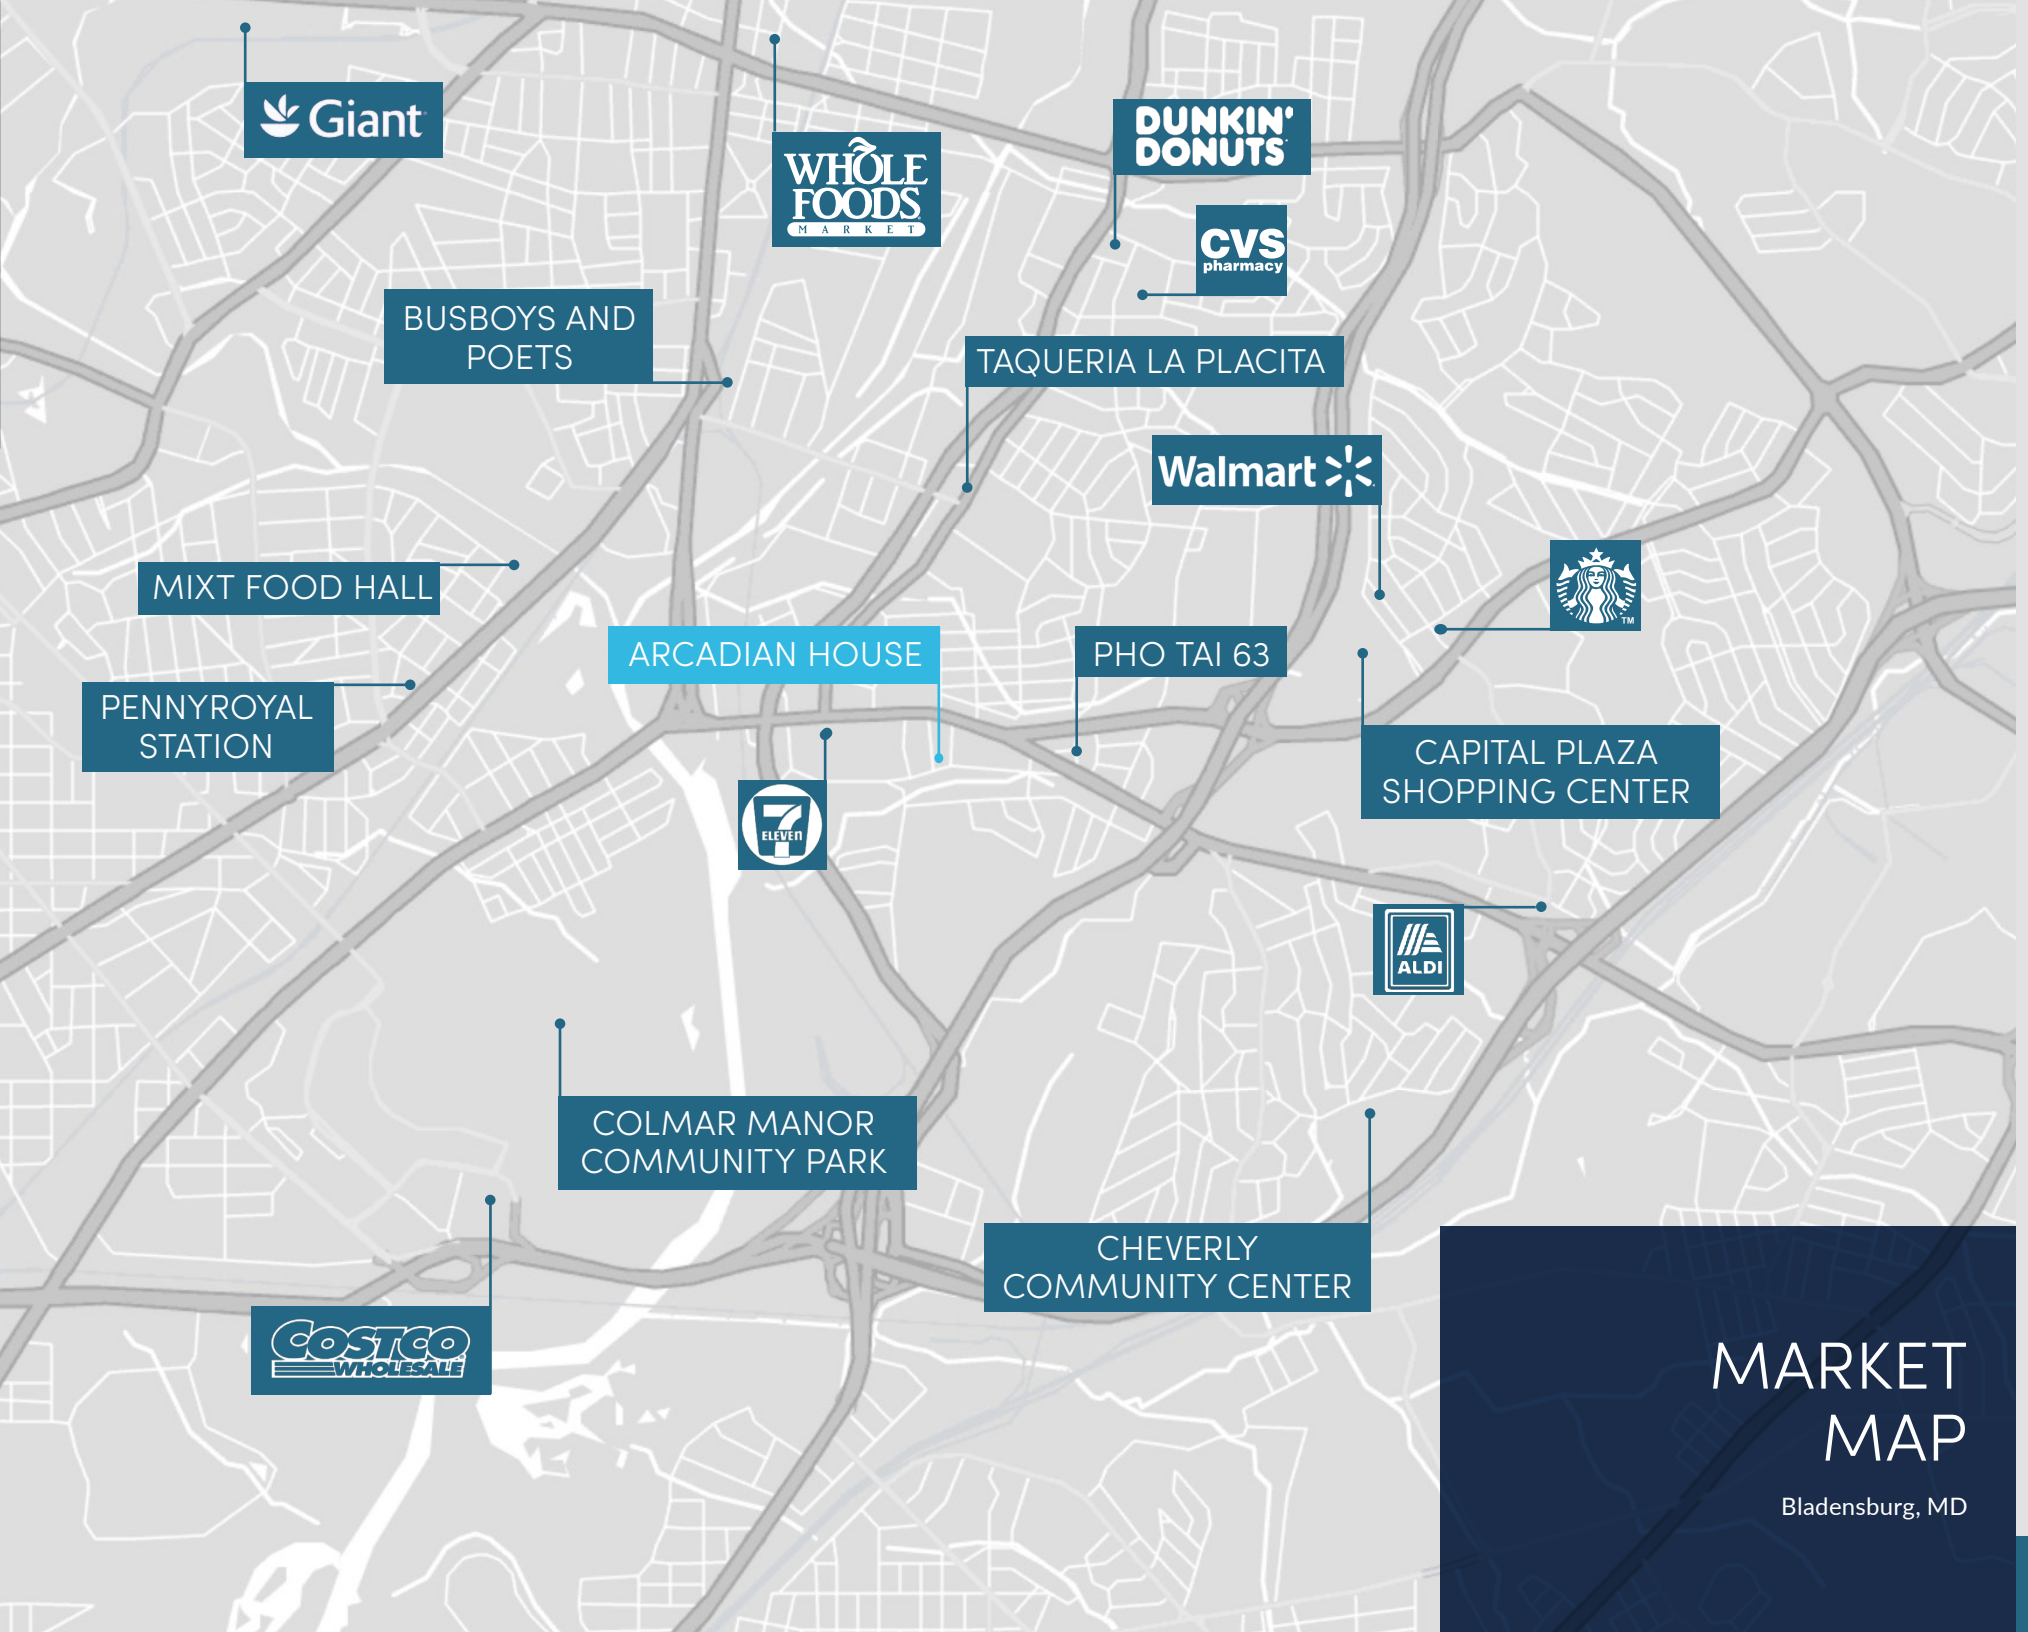 Giant
WHOLE
FOODS
MARKET
DUNKIN'
DONUTS
CVS
pharmacy
BUSBOYS AND
POETS
TAQUERIA LA PLACITA
Walmart
MIXT FOOD HALL
TM
ARCADIAN HOUSE
PHO TAI 63
PENNYROYAL
STATION
CAPITAL PLAZA
SHOPPING CENTER
7
ELEVEn
ALDI
COLMAR MANOR
COMMUNITY PARK
CHEVERLY
COMMUNITY CENTER
COSTCO
WHOLESALE
MARKET
MAP
Bladensburg, MD